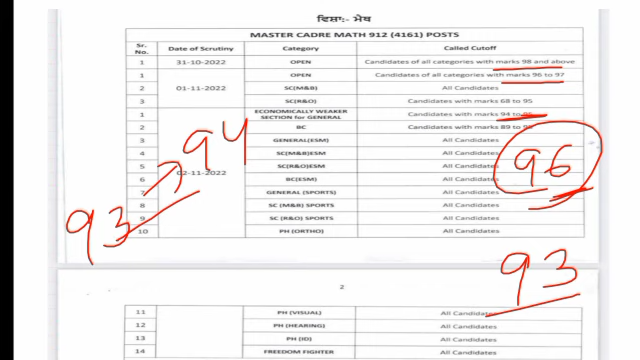 ਵਿਸ਼ਾ:- ਮੈਥ
MASTER CADRE MATH 912 (4161) POSTS
Sr. No. Date of Scrutiny Category Called Cutoff
1 31-10-2022 OPEN Candidates of all categories with marks 98 and above
1 01-11-2022 OPEN Candidates of all categories with marks 96 to 97
2 SC(M&B) All Candidates
3 SC(R&O) Candidates with marks 68 to 95
1 02-11-2022 ECONOMICALLY WEAKER SECTION for GENERAL Candidates with marks 94 to
2 BC Candidates with marks 89 to
3 GENERAL(ESM) All Candidates
4 SC(M&B)ESM All Candidates
5 SC(R&O)ESM All
6 BC(ESM) All
7 GENERAL (SPORTS) All Candidates
8 SC (M&B) SPORTS All Candidates
9 SC (R&O) SPORTS All Candidates
10 PH (ORTHO) All Candidates
94
96
93
93
2
11 PH (VISUAL) All Candidates
12 PH (HEARING) All Candidates
13 PH (ID) All Candidates
14 FREEDOM FIGHTER All Candidates